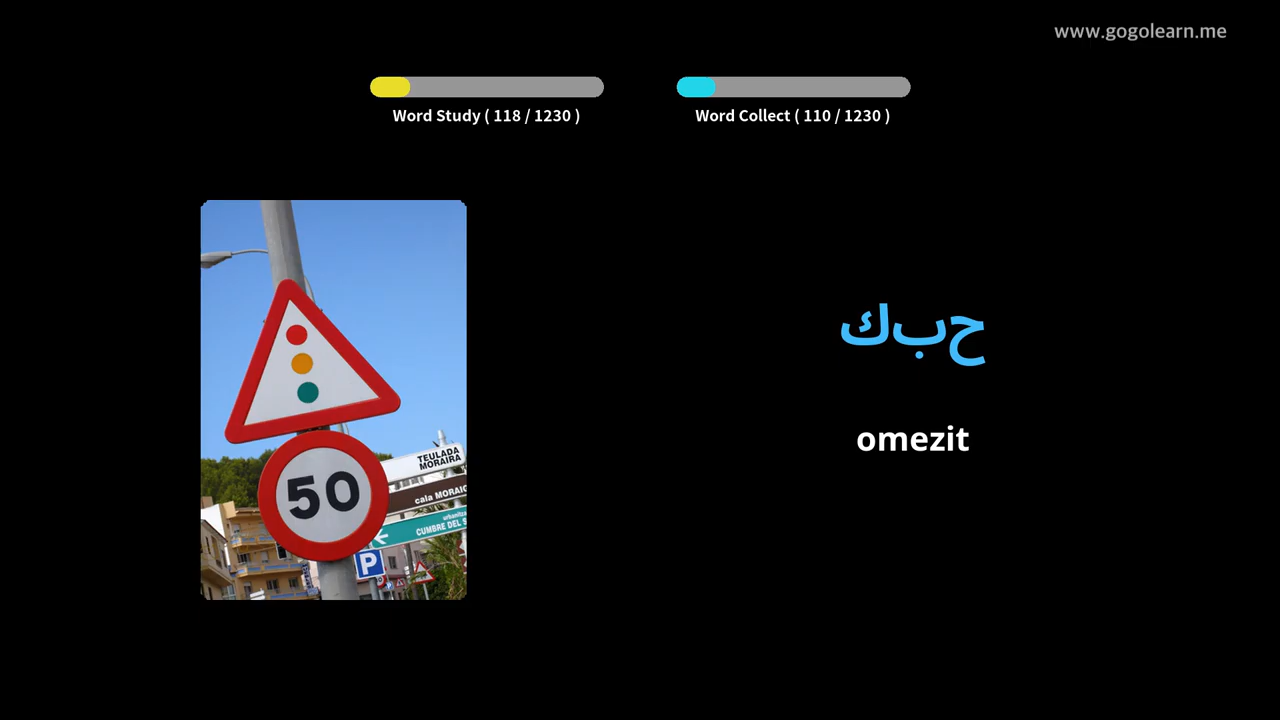 www.gogolearn.me
Word Study ( 118 / 1230 )
Word Collect ( 110 / 1230 )
حبك
omezit
50
TEULADA
MORAIRA
cala MORAIG
CUMBRE DEL S
P